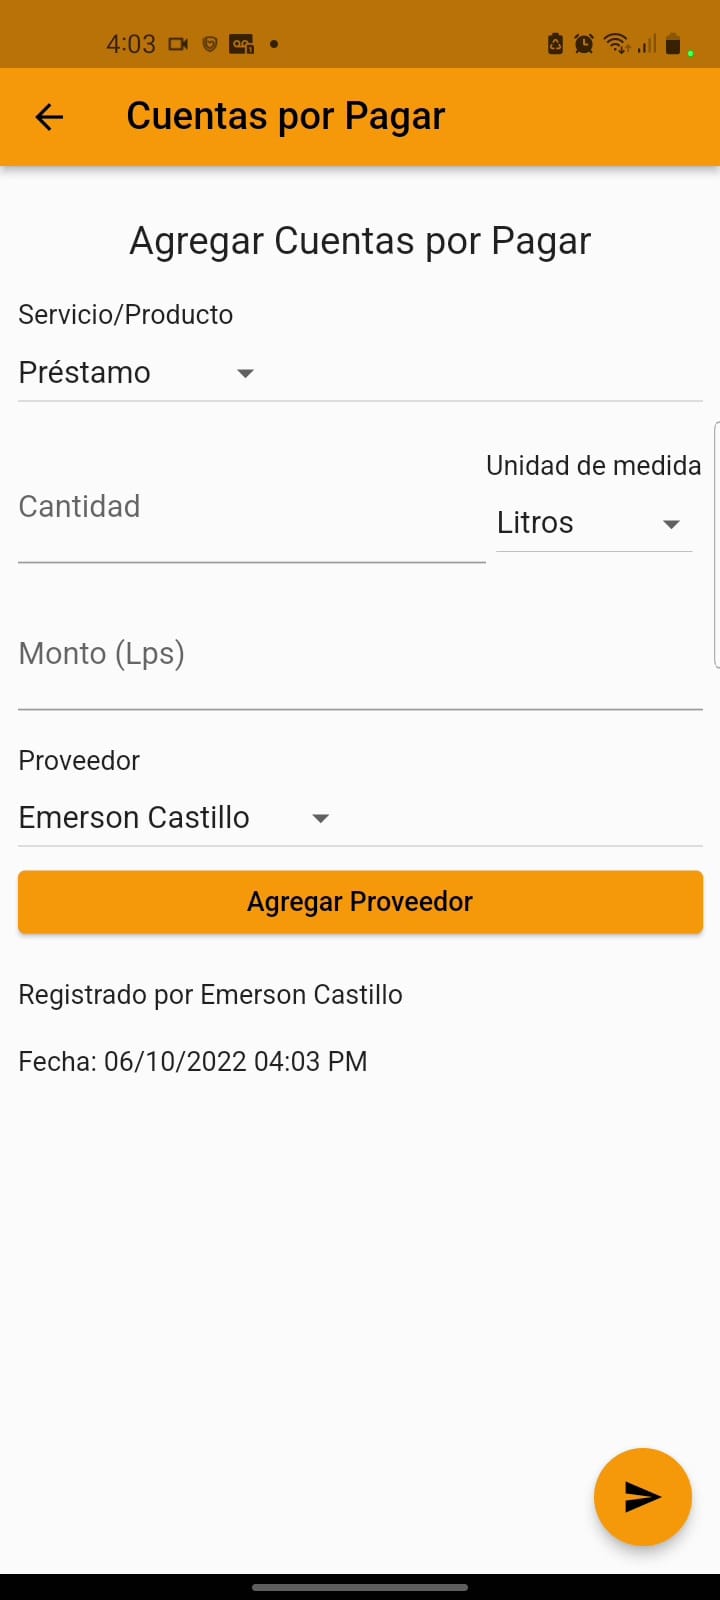 4:03
Cuentas por Pagar
Agregar Cuentas por Pagar
Servicio/Producto
Préstamo
Unidad de medida
Cantidad
Litros
Monto (Lps)
Proveedor
Emerson Castillo
Agregar Proveedor
Registrado por Emerson Castillo
Fecha: 06/10/2022 04:03 PM